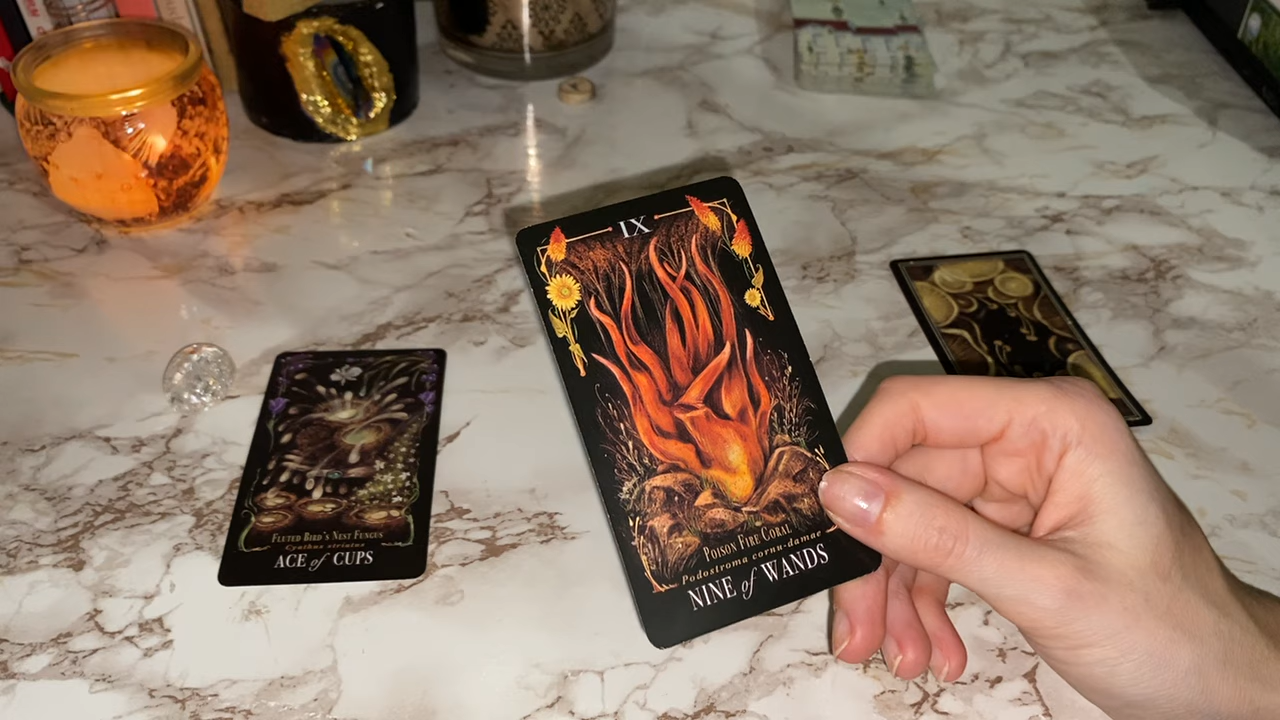 FLUTED BIRD'S NEST FUNGUS
Cyathus striatus
ACE of CUPS
IX
POISON FIRE CORAL
Podostroma cornu-damae
NINE of WANDS